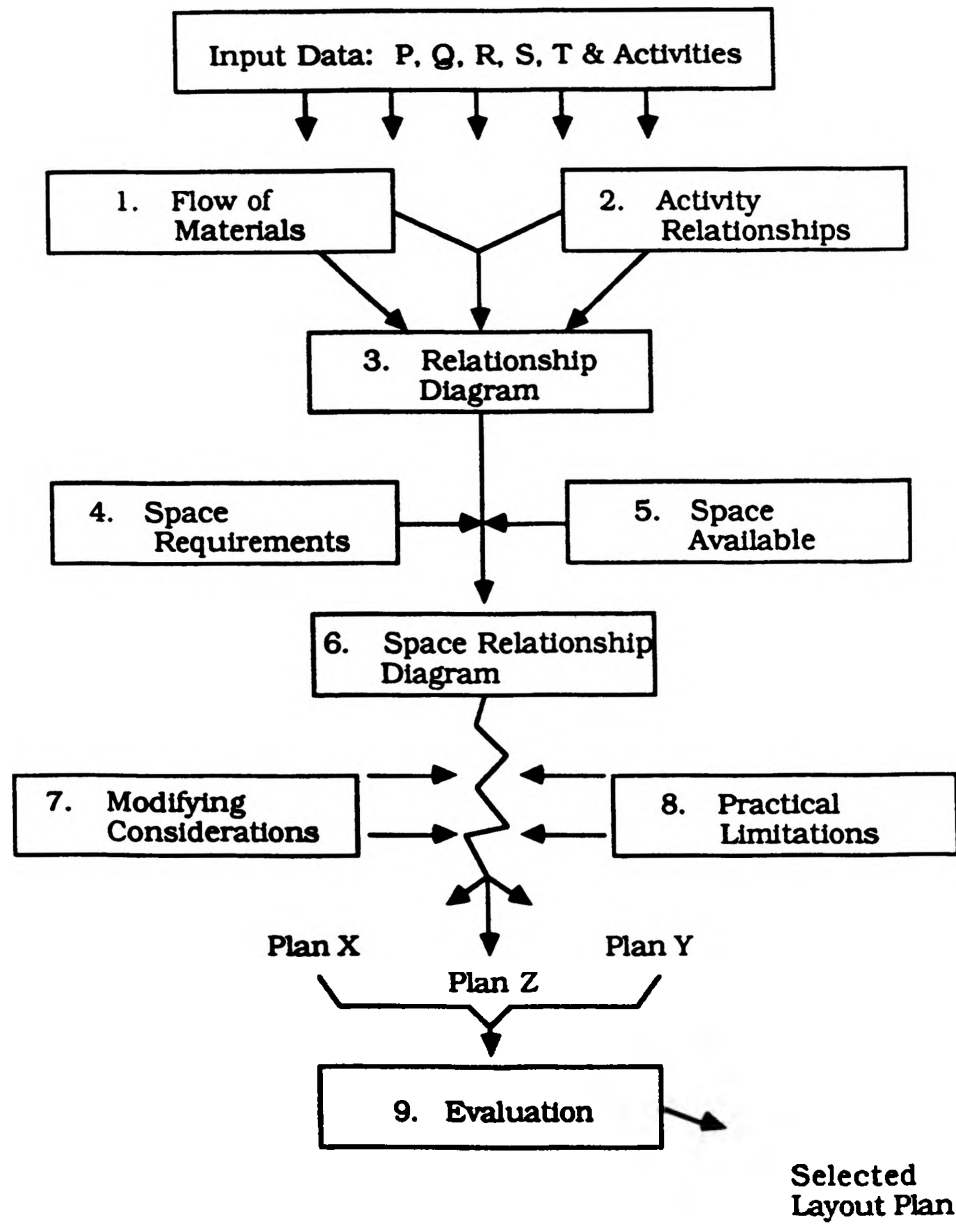 Input Data: P, Q, R, S, T & Activities
1. Flow of
Materials
2. Activity
Relationships
3. Relationship
Diagram
4. Space
Requirements
5. Space
Available
6. Space Relationship
Diagram
7. Modifying
Considerations
8. Practical
Limitations
Plan X
Plan Y
Plan Z
9. Evaluation
Selected
Layout Plan